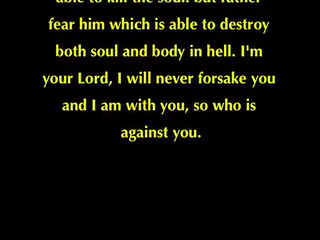 able to kill the soul: but rather
fear him which is able to destroy
both soul and body in hell. I'm
your Lord, I will never forsake you
and I am with you, so who is
against you.